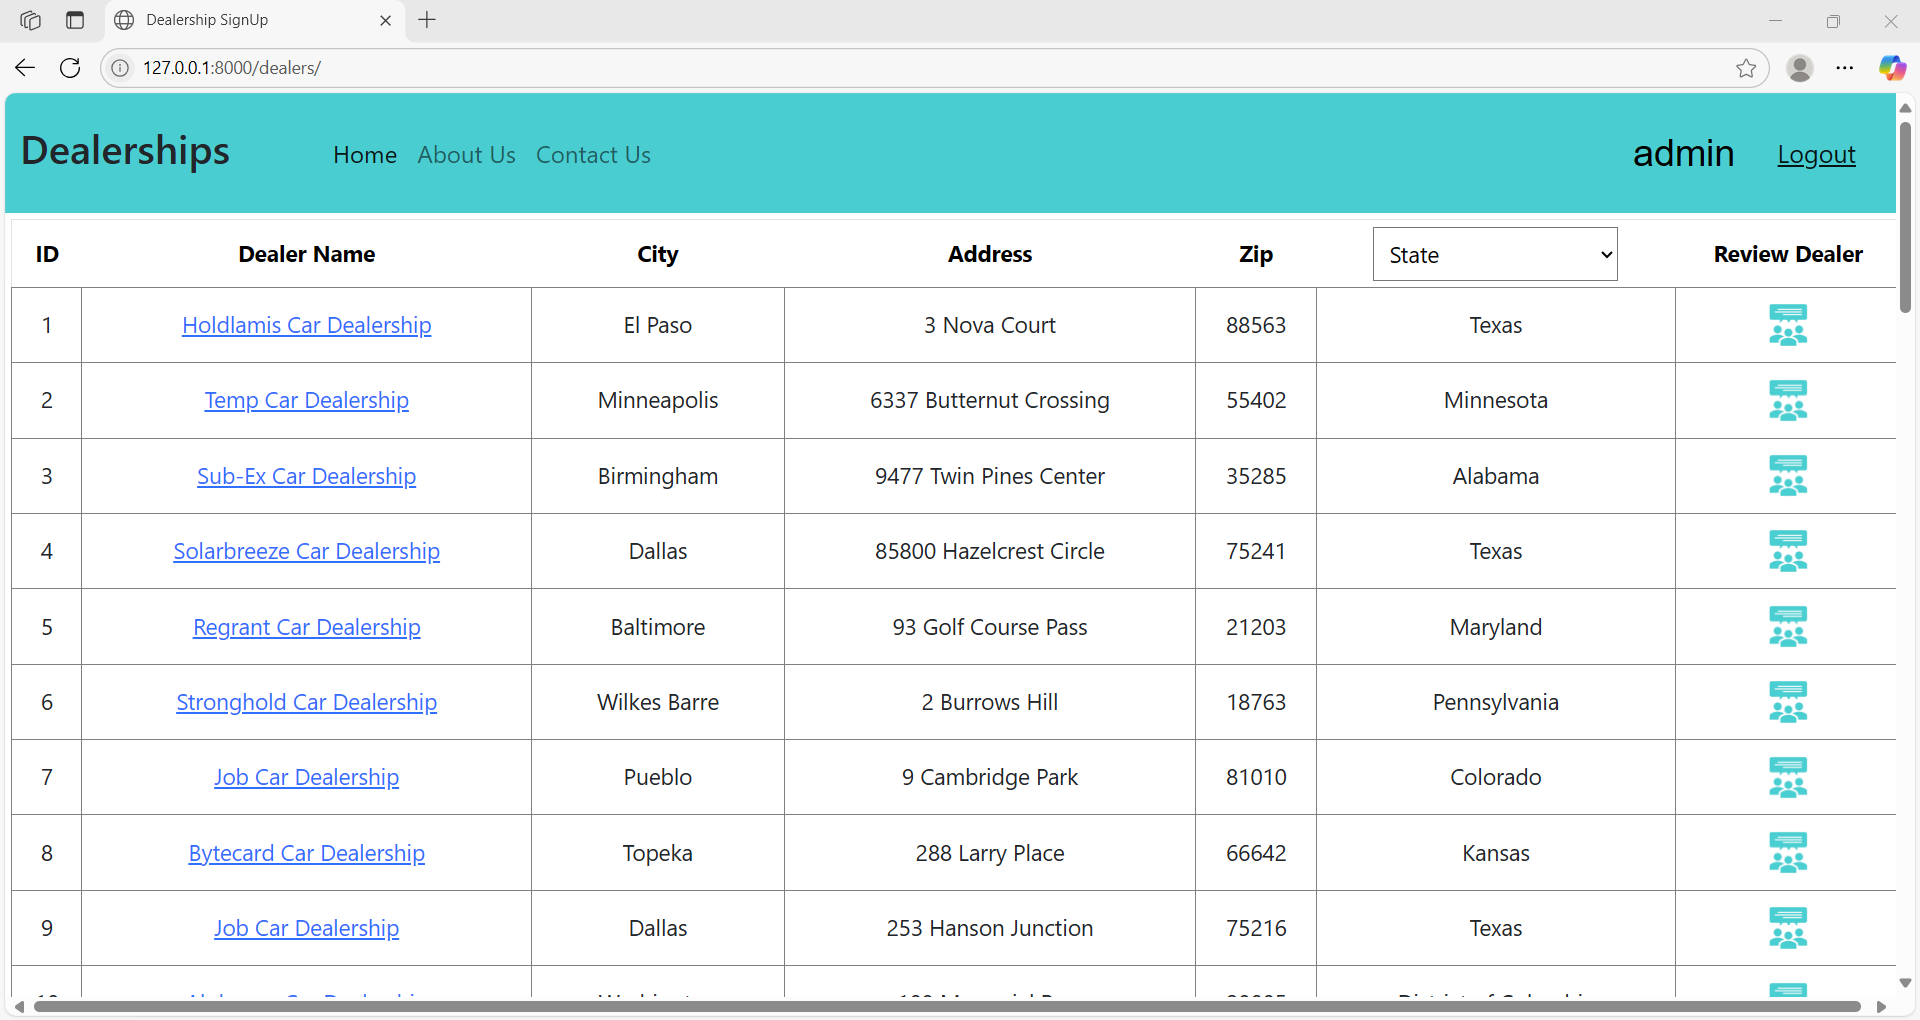 Dealership SignUp
127.0.0.1:8000/dealers/
Dealerships Home About Us Contact Us admin Logout
ID Dealer Name City Address Zip State Review Dealer
1 Holdlamis Car Dealership El Paso 3 Nova Court 88563 Texas
2 Temp Car Dealership Minneapolis 6337 Butternut Crossing 55402 Minnesota
3 Sub-Ex Car Dealership Birmingham 9477 Twin Pines Center 35285 Alabama
4 Solarbreeze Car Dealership Dallas 85800 Hazelcrest Circle 75241 Texas
5 Regrant Car Dealership Baltimore 93 Golf Course Pass 21203 Maryland
6 Stronghold Car Dealership Wilkes Barre 2 Burrows Hill 18763 Pennsylvania
7 Job Car Dealership Pueblo 9 Cambridge Park 81010 Colorado
8 Bytecard Car Dealership Topeka 288 Larry Place 66642 Kansas
9 Job Car Dealership Dallas 253 Hanson Junction 75216 Texas